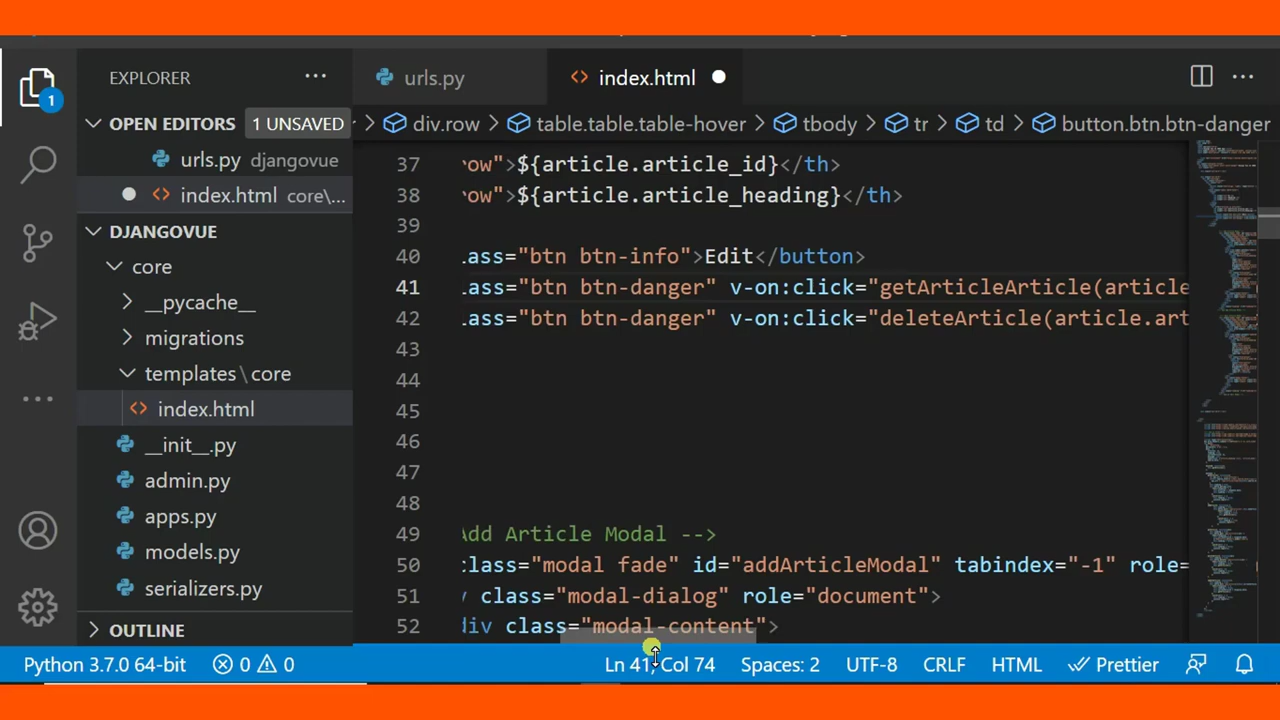 EXPLORER
urls.py
index.html
OPEN EDITORS
1 UNSAVED
div.row
table.table.table-hover
tbody
tr
td
button.btn.btn-danger
urls.py djangovue
index.html core\...
DJANGOVUE
core
__pycache__
migrations
templates\core
index.html
__init__.py
admin.py
apps.py
models.py
serializers.py
OUTLINE
37 row">${article.article_id}</th>
38 row">${article.article_heading}</th>
39
40 ass="btn btn-info">Edit</button>
41 ass="btn btn-danger" v-on:click="getArticleArticle(article
42 ass="btn btn-danger" v-on:click="deleteArticle(article.art
43
44
45
46
47
48
49 Add Article Modal -->
50 class="modal fade" id="addArticleModal" tabindex="-1" role=
51 class="modal-dialog" role="document">
52 div class="modal-content">
Python 3.7.0 64-bit
0
0
Ln 41, Col 74
Spaces: 2
UTF-8
CRLF
HTML
Prettier
1